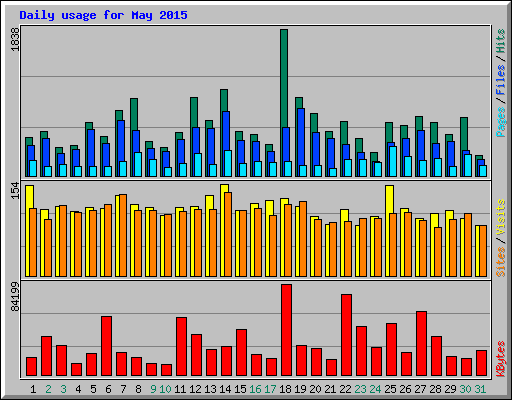 Daily usage for May 2015
1838
Pages / Files / Hits
154
Sites / Visits
84199
KBytes
1 2 3 4 5 6 7 8 9 10 11 12 13 14 15 16 17 18 19 20 21 22 23 24 25 26 27 28 29 30 31